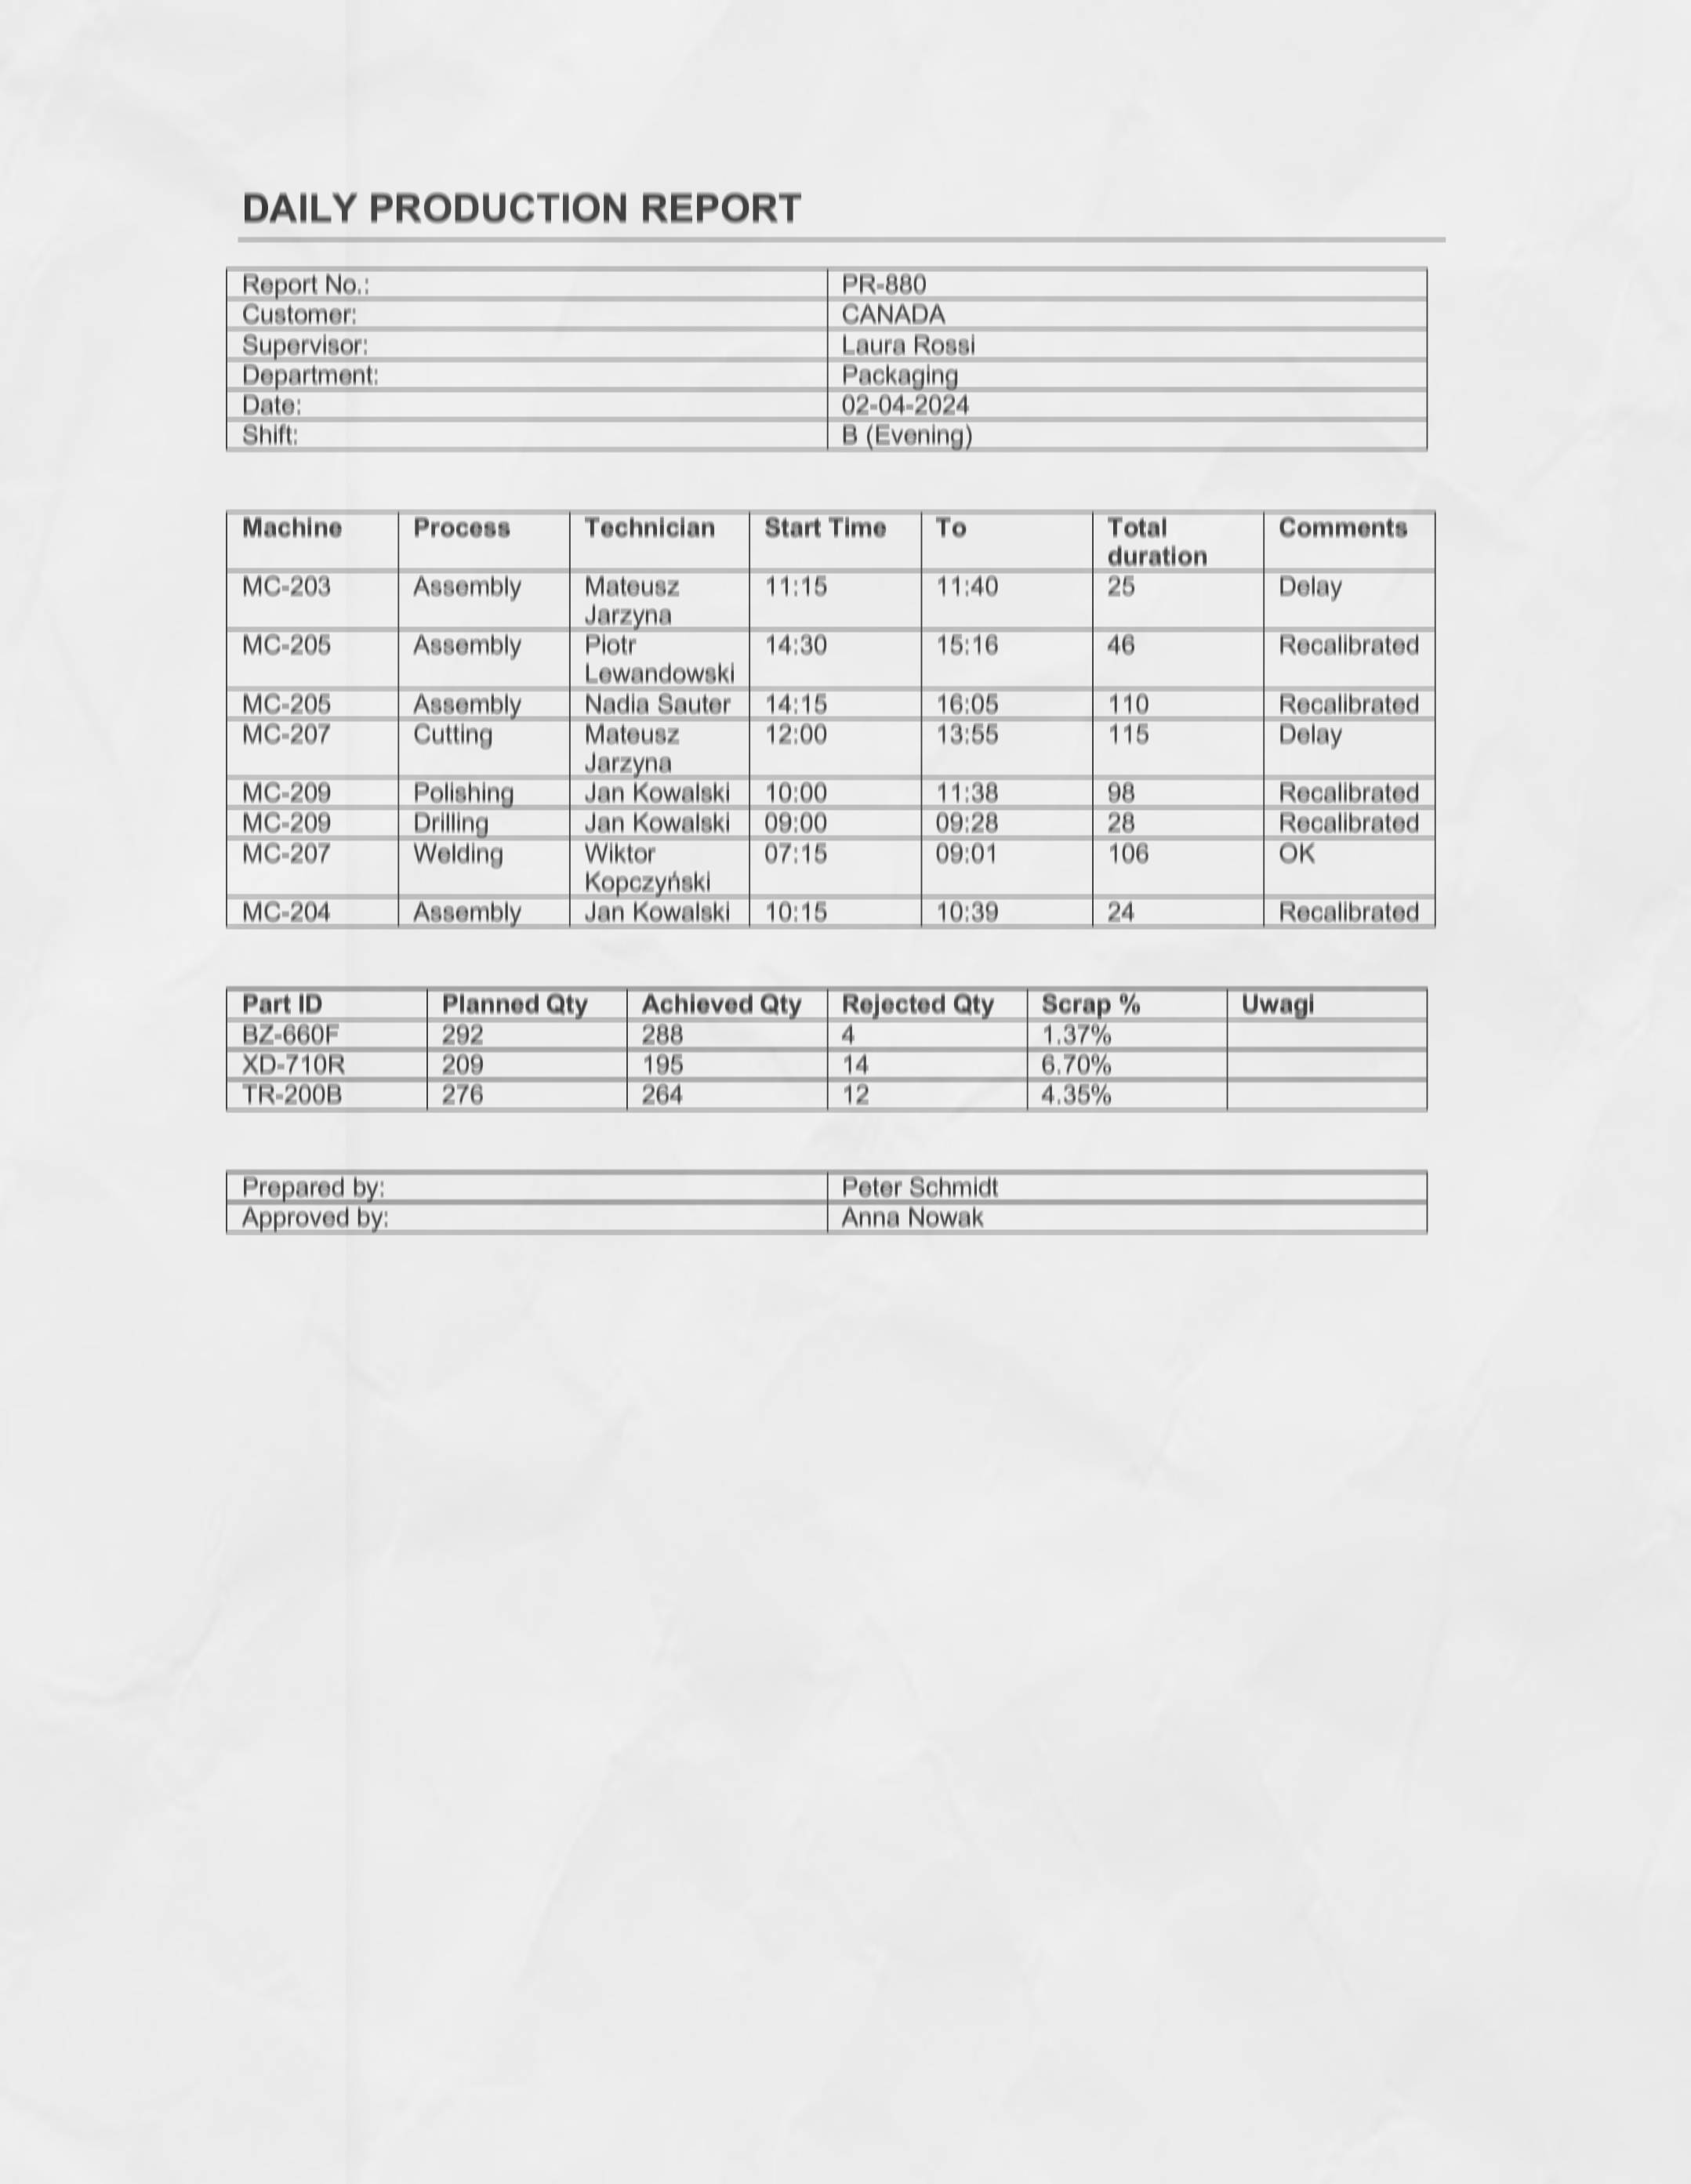 DAILY PRODUCTION REPORT
Report No.: PR-880
Customer: CANADA
Supervisor: Laura Rossi
Department: Packaging
Date: 02-04-2024
Shift: B (Evening)
Machine Process Technician Start Time To Total duration Comments
MC-203 Assembly Mateusz Jarzyna 11:15 11:40 25 Delay
MC-205 Assembly Piotr Lewandowski 14:30 15:16 46 Recalibrated
MC-205 Assembly Nadia Sauter 14:15 16:05 110 Recalibrated
MC-207 Cutting Mateusz Jarzyna 12:00 13:55 115 Delay
MC-209 Polishing Jan Kowalski 10:00 11:38 98 Recalibrated
MC-209 Drilling Jan Kowalski 09:00 09:28 28 Recalibrated
MC-207 Welding Wiktor Kopczyński 07:15 09:01 106 OK
MC-204 Assembly Jan Kowalski 10:15 10:39 24 Recalibrated
Part ID Planned Qty Achieved Qty Rejected Qty Scrap % Uwagi
BZ-660F 292 288 4 1.37%
XD-710R 209 195 14 6.70%
TR-200B 276 264 12 4.35%
Prepared by: Peter Schmidt
Approved by: Anna Nowak